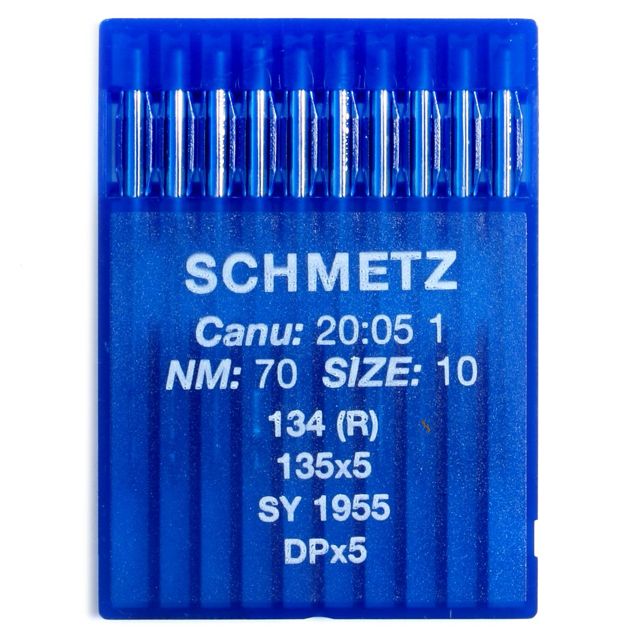 SCHMETZ
Canu: 20:05 1
NM: 70 SIZE: 10
134 (R)
135x5
SY 1955
DPx5